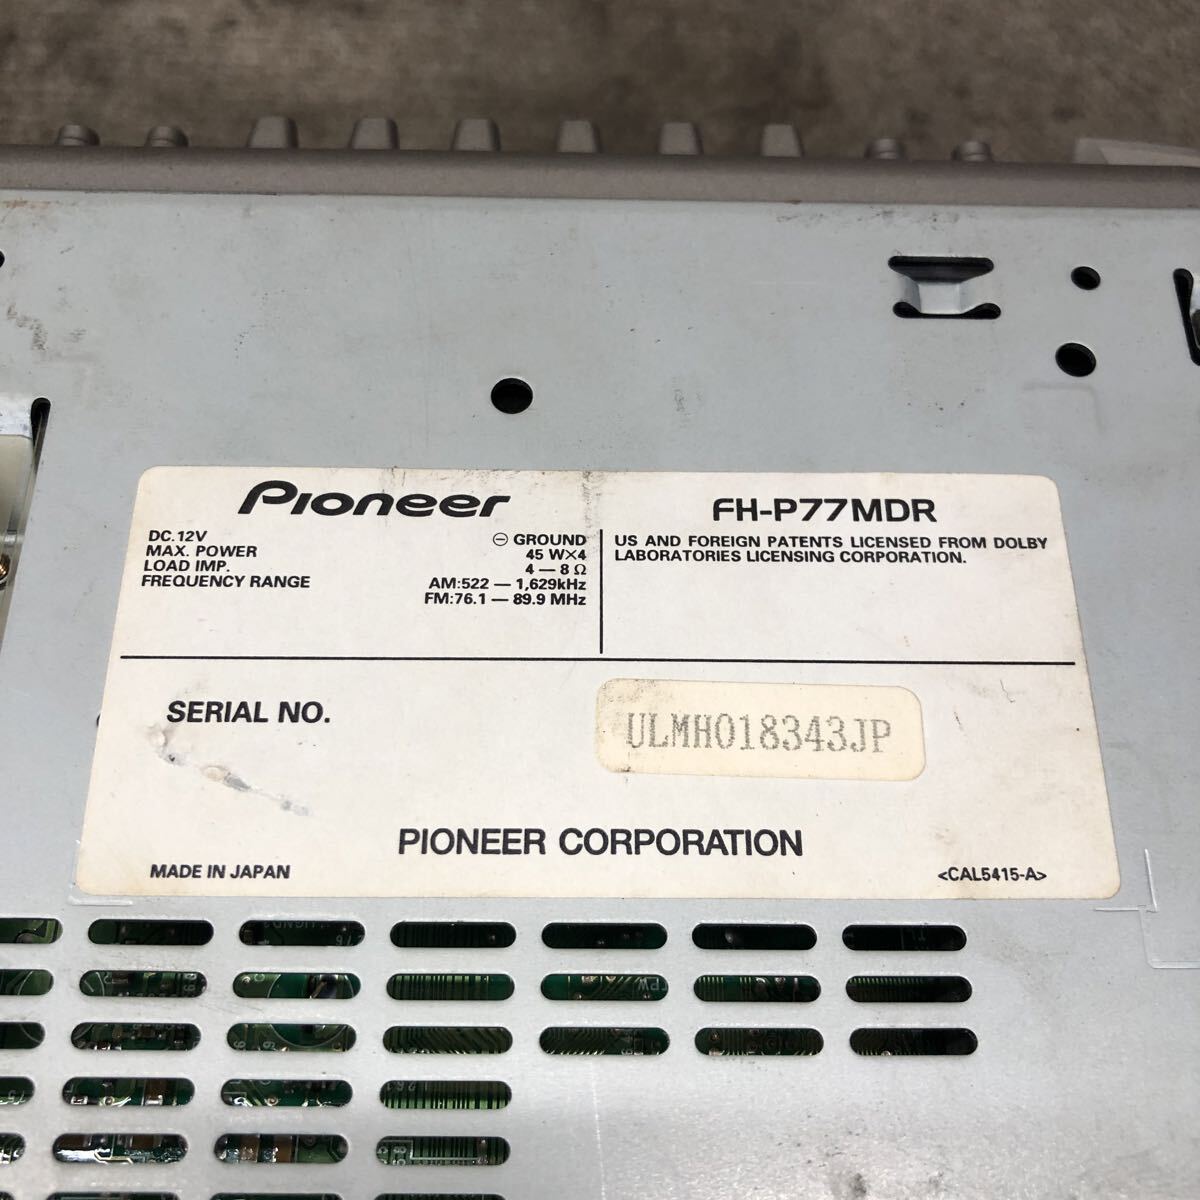 Pioneer
FH-P77MDR
DC.12V ⊖ GROUND
MAX. POWER 45 W×4
LOAD IMP. 4 — 8 Ω
FREQUENCY RANGE AM:522 — 1,629kHz
FM:76.1 — 89.9 MHz
US AND FOREIGN PATENTS LICENSED FROM DOLBY
LABORATORIES LICENSING CORPORATION.
SERIAL NO. ULMH018343JP
PIONEER CORPORATION
MADE IN JAPAN <CAL5415-A>